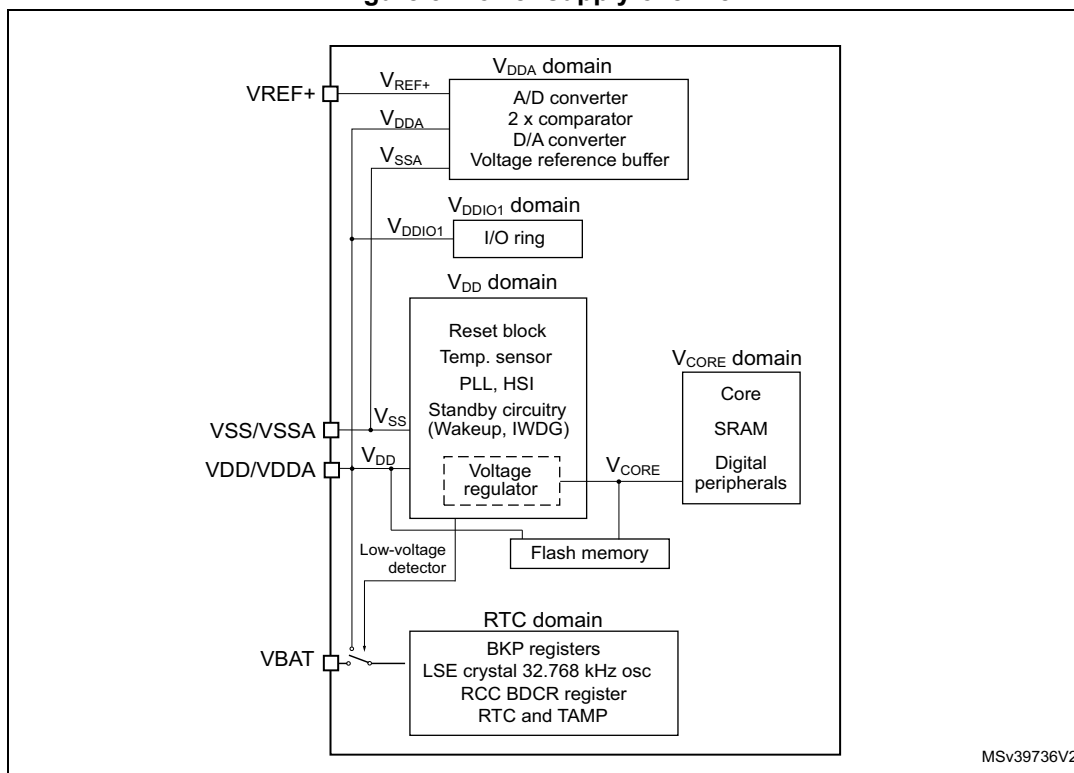 VDDA domain
VREF+
VREF+
A/D converter
2 x comparator
D/A converter
Voltage reference buffer
VDDA
VSSA
VDDIO1 domain
VDDIO1
I/O ring
VDD domain
Reset block
Temp. sensor
PLL, HSI
Standby circuitry
(Wakeup, IWDG)
Voltage
regulator
VSS/VSSA
VSS
VDD/VDDA
VDD
VCORE domain
Core
SRAM
Digital
peripherals
VCORE
Flash memory
Low-voltage
detector
RTC domain
VBAT
BKP registers
LSE crystal 32.768 kHz osc
RCC BDCR register
RTC and TAMP
MSv39736V2